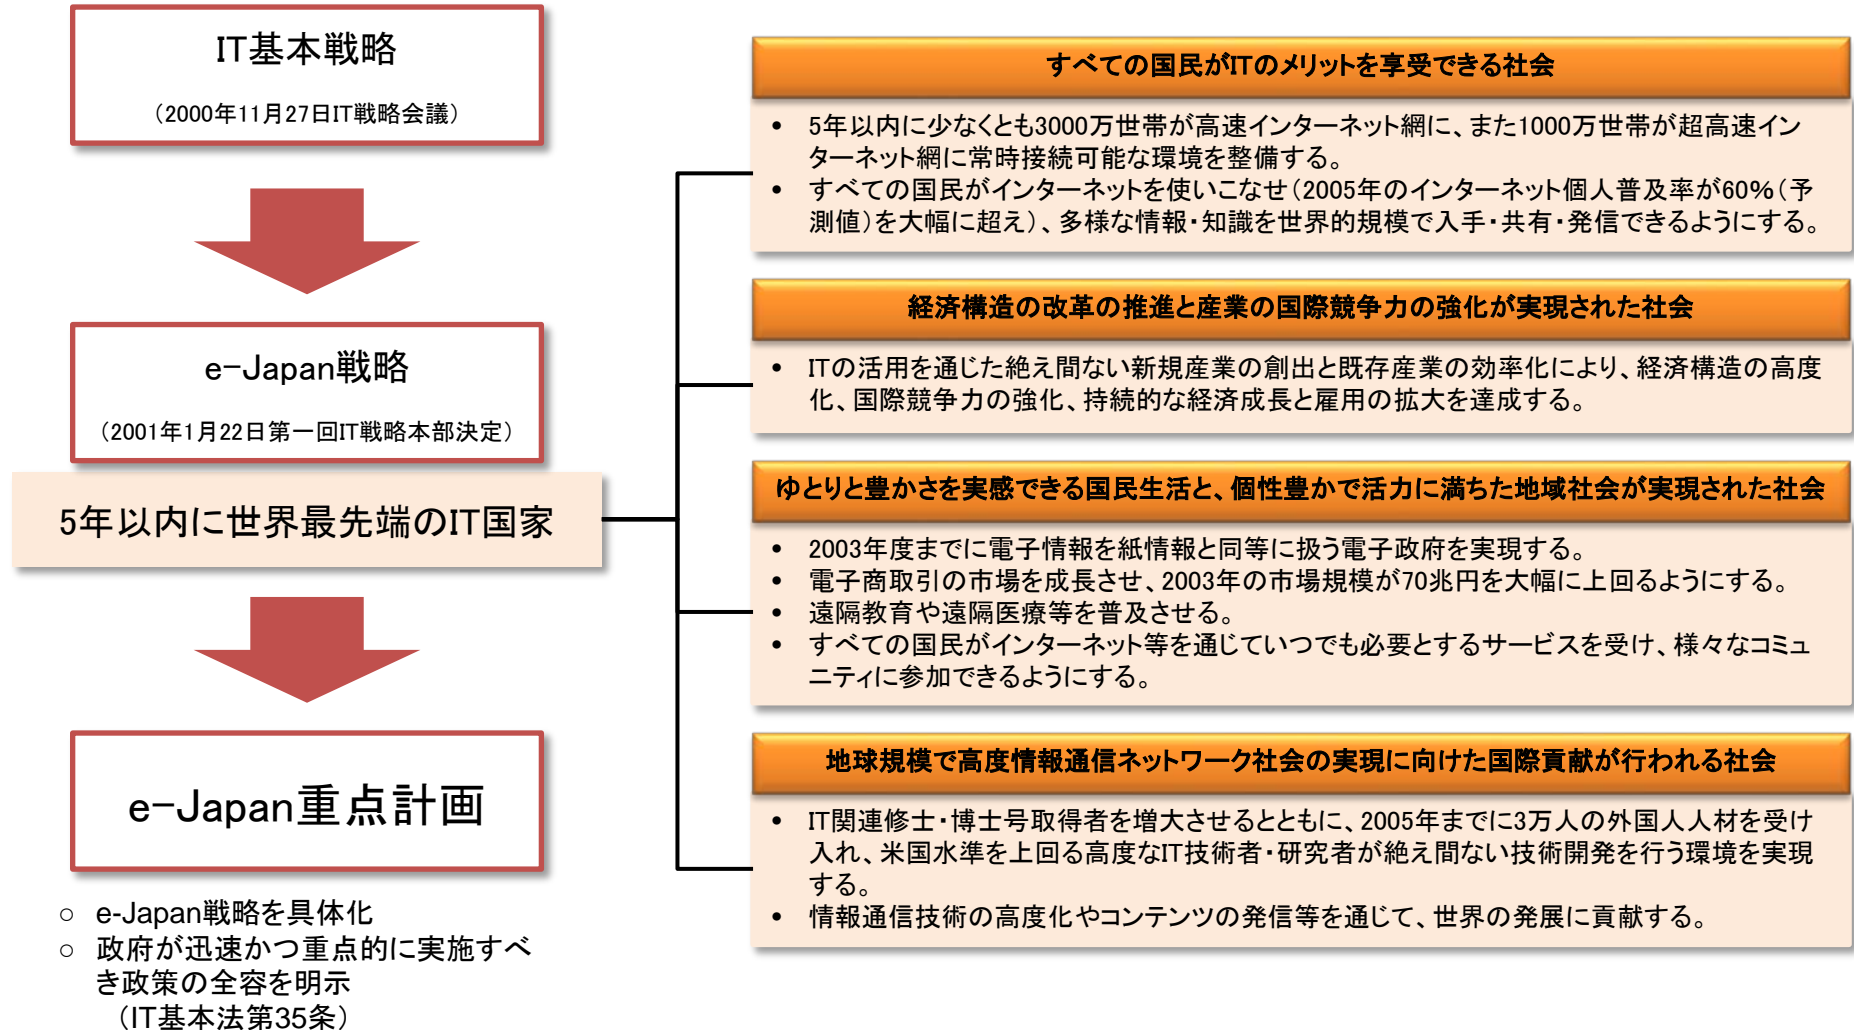 IT基本戦略
（2000年11月27日IT戦略会議）
e-Japan戦略
（2001年1月22日第一回IT戦略本部決定）
5年以内に世界最先端のIT国家
e-Japan重点計画
○ e-Japan戦略を具体化
○ 政府が迅速かつ重点的に実施すべ
き政策の全容を明示
（IT基本法第35条）
すべての国民がITのメリットを享受できる社会
• 5年以内に少なくとも3000万世帯が高速インターネット網に、また1000万世帯が超高速イン
ターネット網に常時接続可能な環境を整備する。
• すべての国民がインターネットを使いこなせ（2005年のインターネット個人普及率が60%（予
測値）を大幅に超え）、多様な情報・知識を世界的規模で入手・共有・発信できるようにする。
経済構造の改革の推進と産業の国際競争力の強化が実現された社会
• ITの活用を通じた絶え間ない新規産業の創出と既存産業の効率化により、経済構造の高度
化、国際競争力の強化、持続的な経済成長と雇用の拡大を達成する。
ゆとりと豊かさを実感できる国民生活と、個性豊かで活力に満ちた地域社会が実現された社会
• 2003年度までに電子情報を紙情報と同等に扱う電子政府を実現する。
• 電子商取引の市場を成長させ、2003年の市場規模が70兆円を大幅に上回るようにする。
• 遠隔教育や遠隔医療等を普及させる。
• すべての国民がインターネット等を通じていつでも必要とするサービスを受け、様々なコミュ
ニティに参加できるようにする。
地球規模で高度情報通信ネットワーク社会の実現に向けた国際貢献が行われる社会
• IT関連修士・博士号取得者を増大させるとともに、2005年までに3万人の外国人人材を受け
入れ、米国水準を上回る高度なIT技術者・研究者が絶え間ない技術開発を行う環境を実現
する。
• 情報通信技術の高度化やコンテンツの発信等を通じて、世界の発展に貢献する。